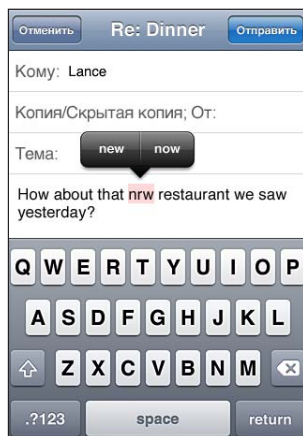 Отменить Re: Dinner Отправить
Кому: Lance
Копия/Скрытая копия; От:
Тема:
new now
How about that nrw restaurant we saw
yesterday?
Q W E R T Y U I O P
A S D F G H J K L
Z X C V B N M
.?123 space return